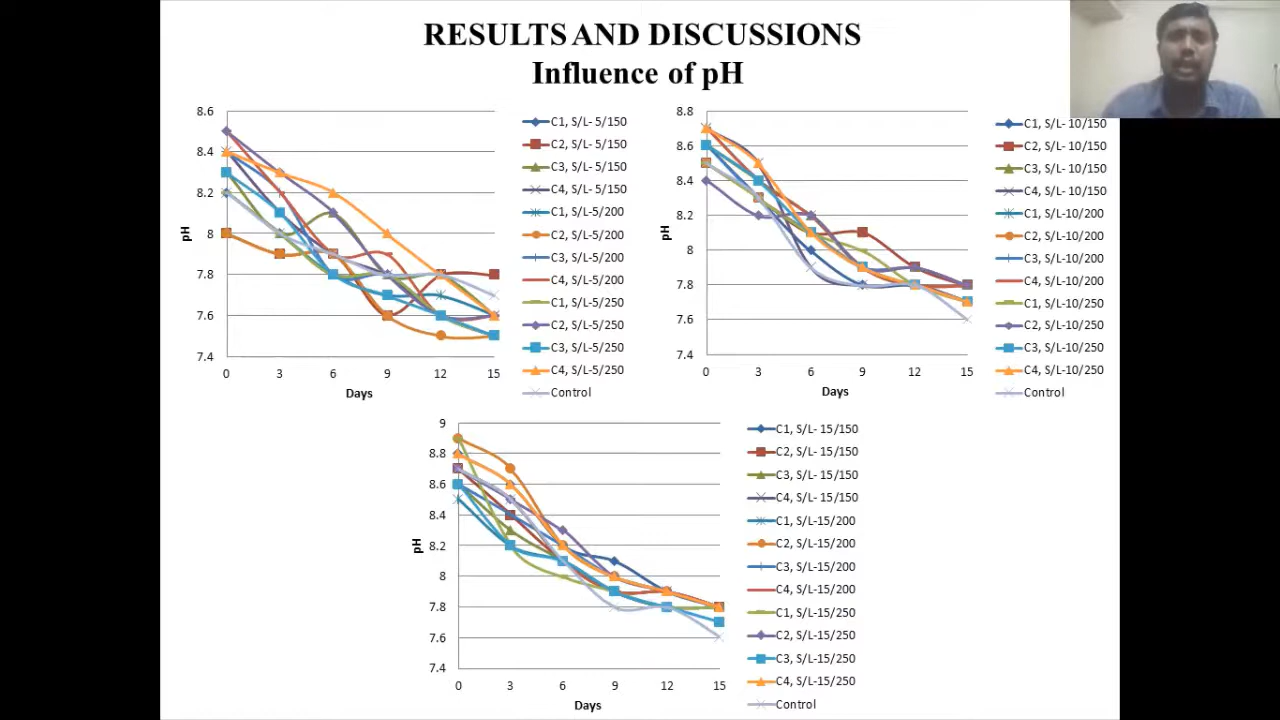 RESULTS AND DISCUSSIONS
Influence of pH
8.6
8.4
8.2
8
7.8
7.6
7.4
pH
0 3 6 9 12 15
Days
C1, S/L- 5/150
C2, S/L- 5/150
C3, S/L- 5/150
C4, S/L- 5/150
C1, S/L-5/200
C2, S/L-5/200
C3, S/L-5/200
C4, S/L-5/200
C1, S/L-5/250
C2, S/L-5/250
C3, S/L-5/250
C4, S/L-5/250
Control
8.8
8.6
8.4
8.2
8
7.8
7.6
7.4
pH
0 3 6 9 12 15
Days
C1, S/L- 10/150
C2, S/L- 10/150
C3, S/L- 10/150
C4, S/L- 10/150
C1, S/L-10/200
C2, S/L-10/200
C3, S/L-10/200
C4, S/L-10/200
C1, S/L-10/250
C2, S/L-10/250
C3, S/L-10/250
C4, S/L-10/250
Control
9
8.8
8.6
8.4
8.2
8
7.8
7.6
7.4
pH
0 3 6 9 12 15
Days
C1, S/L- 15/150
C2, S/L- 15/150
C3, S/L- 15/150
C4, S/L- 15/150
C1, S/L-15/200
C2, S/L-15/200
C3, S/L-15/200
C4, S/L-15/200
C1, S/L-15/250
C2, S/L-15/250
C3, S/L-15/250
C4, S/L-15/250
Control